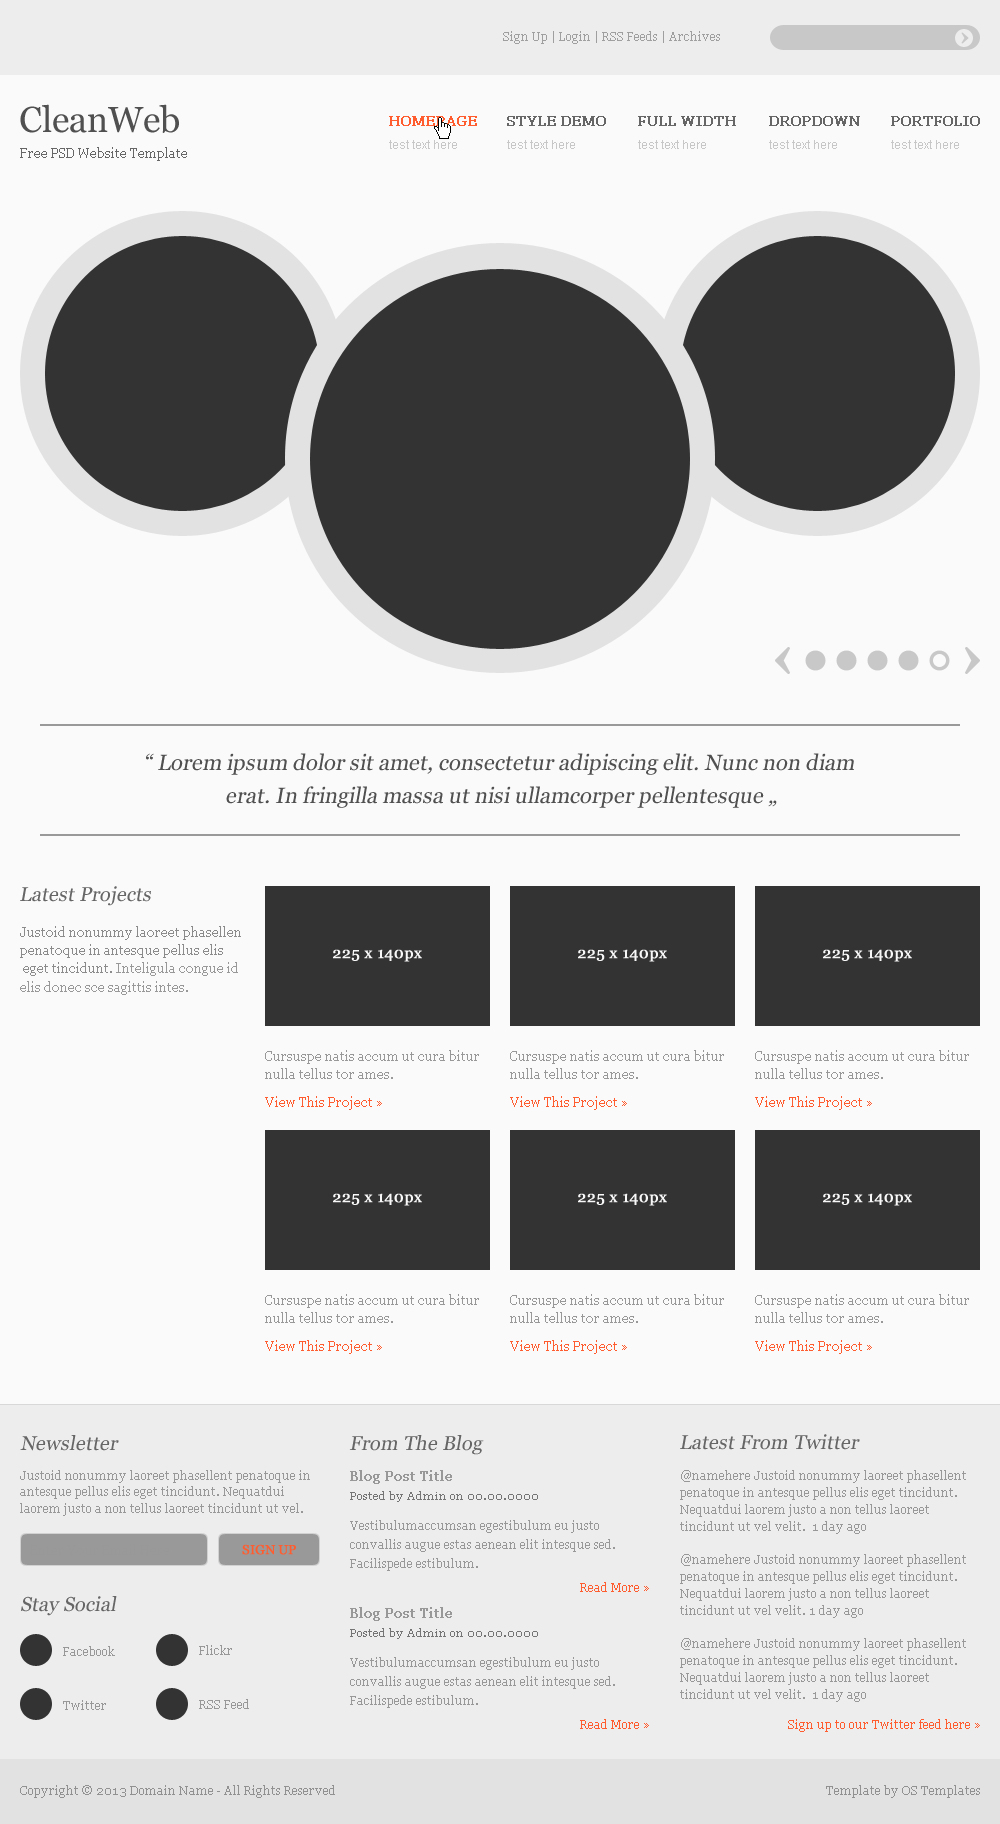 Sign Up | Login | RSS Feeds | Archives
CleanWeb
Free PSD Website Template
HOMEPAGE STYLE DEMO FULL WIDTH DROPDOWN PORTFOLIO
test text here test text here test text here test text here test text here
“ Lorem ipsum dolor sit amet, consectetur adipiscing elit. Nunc non diam
erat. In fringilla massa ut nisi ullamcorper pellentesque „
Latest Projects
Justoid nonummy laoreet phasellen
penatoque in antesque pellus elis
eget tincidunt. Inteligula congue id
elis donec sce sagittis intes.
225 x 140px 225 x 140px 225 x 140px
Cursuspe natis accum ut cura bitur Cursuspe natis accum ut cura bitur Cursuspe natis accum ut cura bitur
nulla tellus tor ames. nulla tellus tor ames. nulla tellus tor ames.
View This Project » View This Project » View This Project »
225 x 140px 225 x 140px 225 x 140px
Cursuspe natis accum ut cura bitur Cursuspe natis accum ut cura bitur Cursuspe natis accum ut cura bitur
nulla tellus tor ames. nulla tellus tor ames. nulla tellus tor ames.
View This Project » View This Project » View This Project »
Newsletter
Justoid nonummy laoreet phasellent penatoque in
antesque pellus elis eget tincidunt. Nequatdui
laorem justo a non tellus laoreet tincidunt ut vel.
SIGN UP
Stay Social
Facebook Flickr
Twitter RSS Feed
From The Blog
Blog Post Title
Posted by Admin on 00.00.0000
Vestibulumaccumsan egestibulum eu justo
convallis augue estas aenean elit intesque sed.
Facilispede estibulum.
Read More »
Blog Post Title
Posted by Admin on 00.00.0000
Vestibulumaccumsan egestibulum eu justo
convallis augue estas aenean elit intesque sed.
Facilispede estibulum.
Read More »
Latest From Twitter
@namehere Justoid nonummy laoreet phasellent
penatoque in antesque pellus elis eget tincidunt.
Nequatdui laorem justo a non tellus laoreet
tincidunt ut vel velit. 1 day ago
@namehere Justoid nonummy laoreet phasellent
penatoque in antesque pellus elis eget tincidunt.
Nequatdui laorem justo a non tellus laoreet
tincidunt ut vel velit. 1 day ago
@namehere Justoid nonummy laoreet phasellent
penatoque in antesque pellus elis eget tincidunt.
Nequatdui laorem justo a non tellus laoreet
tincidunt ut vel velit. 1 day ago
Sign up to our Twitter feed here »
Copyright © 2013 Domain Name - All Rights Reserved
Template by OS Templates